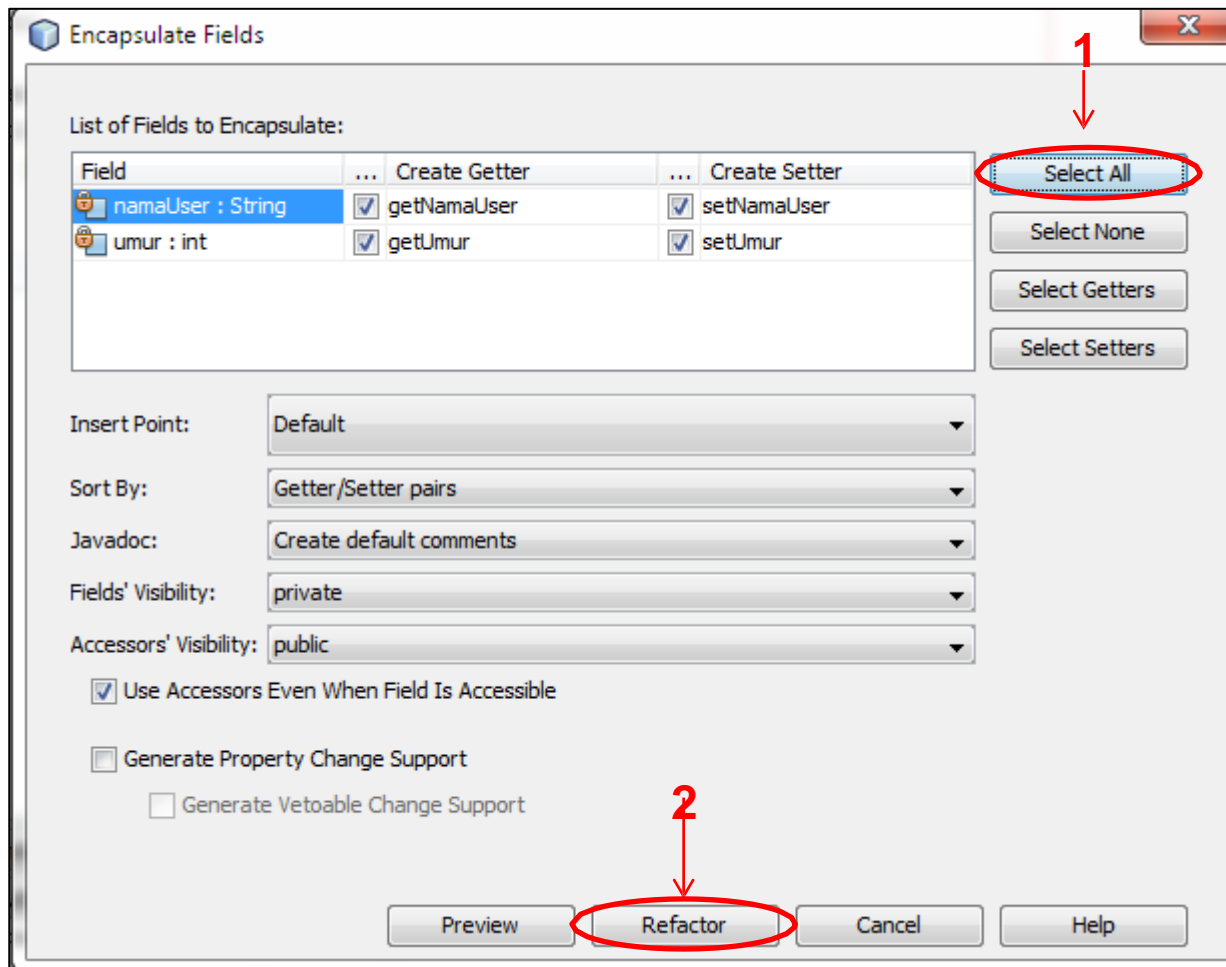 Encapsulate Fields
1
List of Fields to Encapsulate:
Field ... Create Getter ... Create Setter
namaUser : String getNamaUser setNamaUser
umur : int getUmur setUmur
Select All
Select None
Select Getters
Select Setters
Insert Point: Default
Sort By: Getter/Setter pairs
Javadoc: Create default comments
Fields' Visibility: private
Accessors' Visibility: public
Use Accessors Even When Field Is Accessible
Generate Property Change Support
Generate Vetoable Change Support
2
Preview Refactor Cancel Help